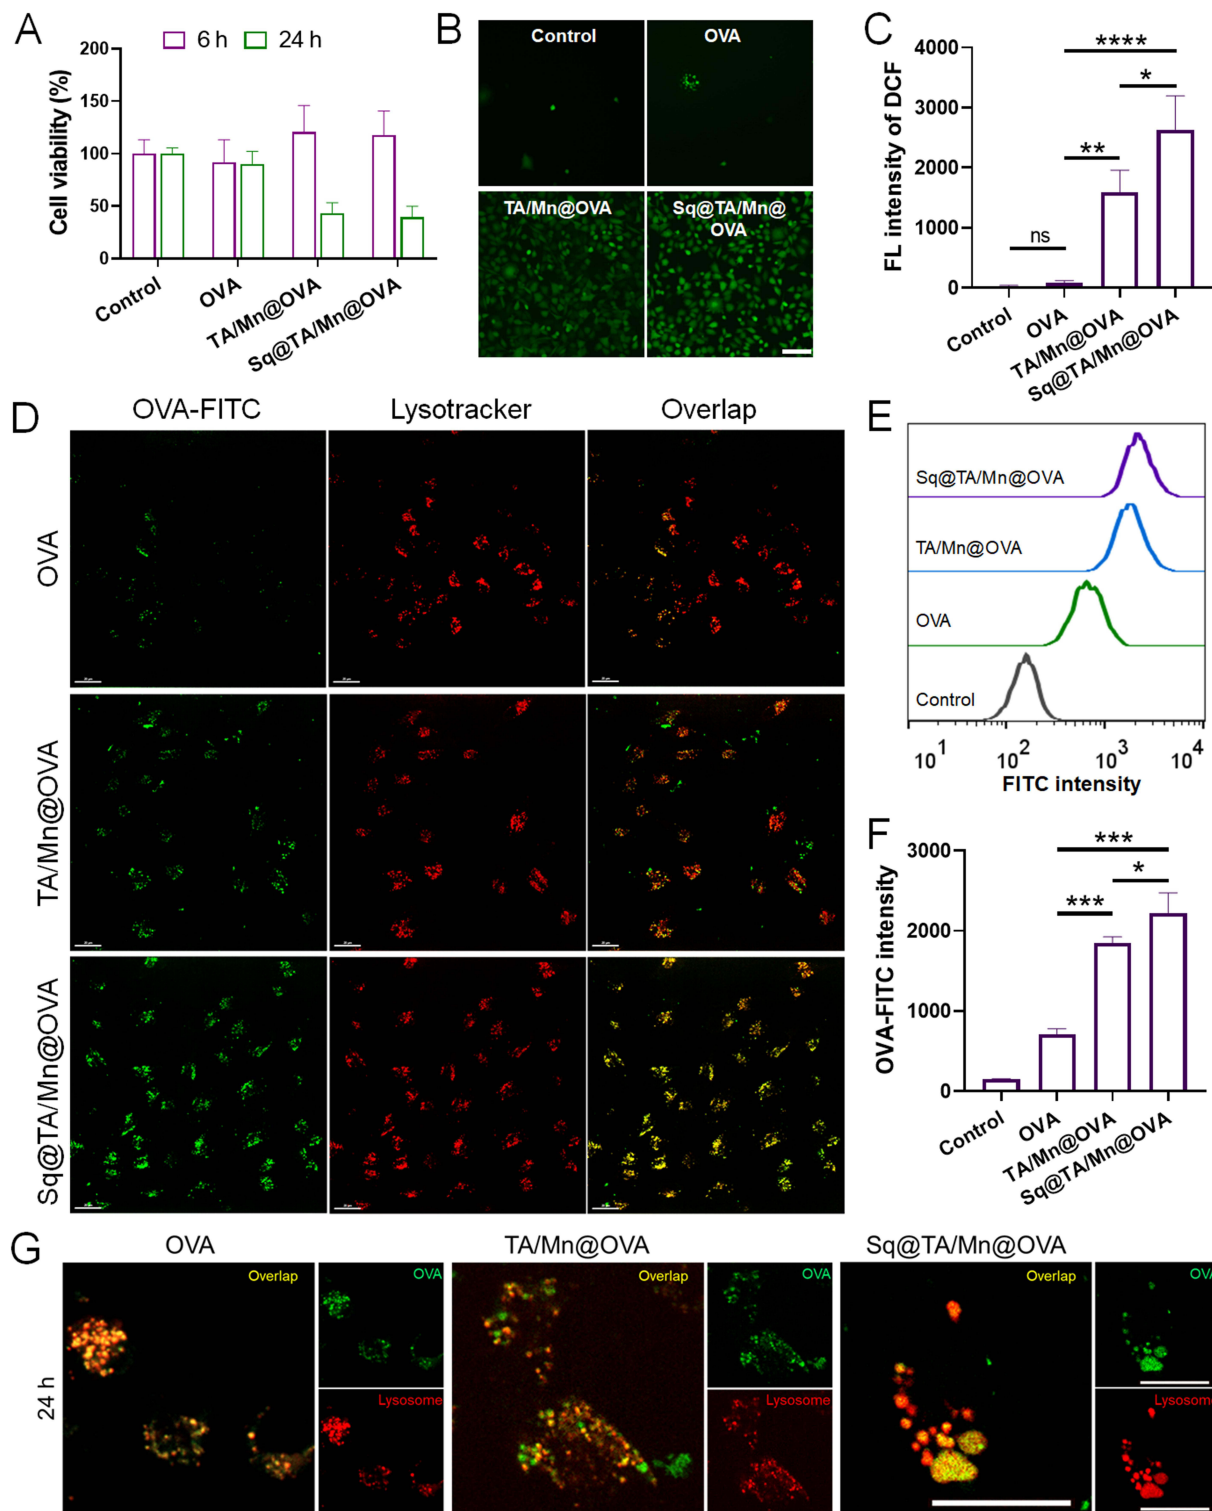 A
6 h
24 h
Cell viability (%)
200
150
100
50
0
Control
OVA
TA/Mn@OVA
Sq@TA/Mn@OVA
B
Control
OVA
TA/Mn@OVA
Sq@TA/Mn@
OVA
C
FL intensity of DCF
4000
3000
2000
1000
0
****
*
**
ns
Control
OVA
TA/Mn@OVA
Sq@TA/Mn@OVA
D
OVA-FITC
Lysotracker
Overlap
OVA
TA/Mn@OVA
Sq@TA/Mn@OVA
E
Sq@TA/Mn@OVA
TA/Mn@OVA
OVA
Control
10¹
10²
10³
10⁴
FITC intensity
F
OVA-FITC intensity
3000
2000
1000
0
***
*
***
Control
OVA
TA/Mn@OVA
Sq@TA/Mn@OVA
G
OVA
TA/Mn@OVA
Sq@TA/Mn@OVA
24 h
Overlap
OVA
Lysosome
Overlap
OVA
Lysosome
Overlap
OVA
Lysosome